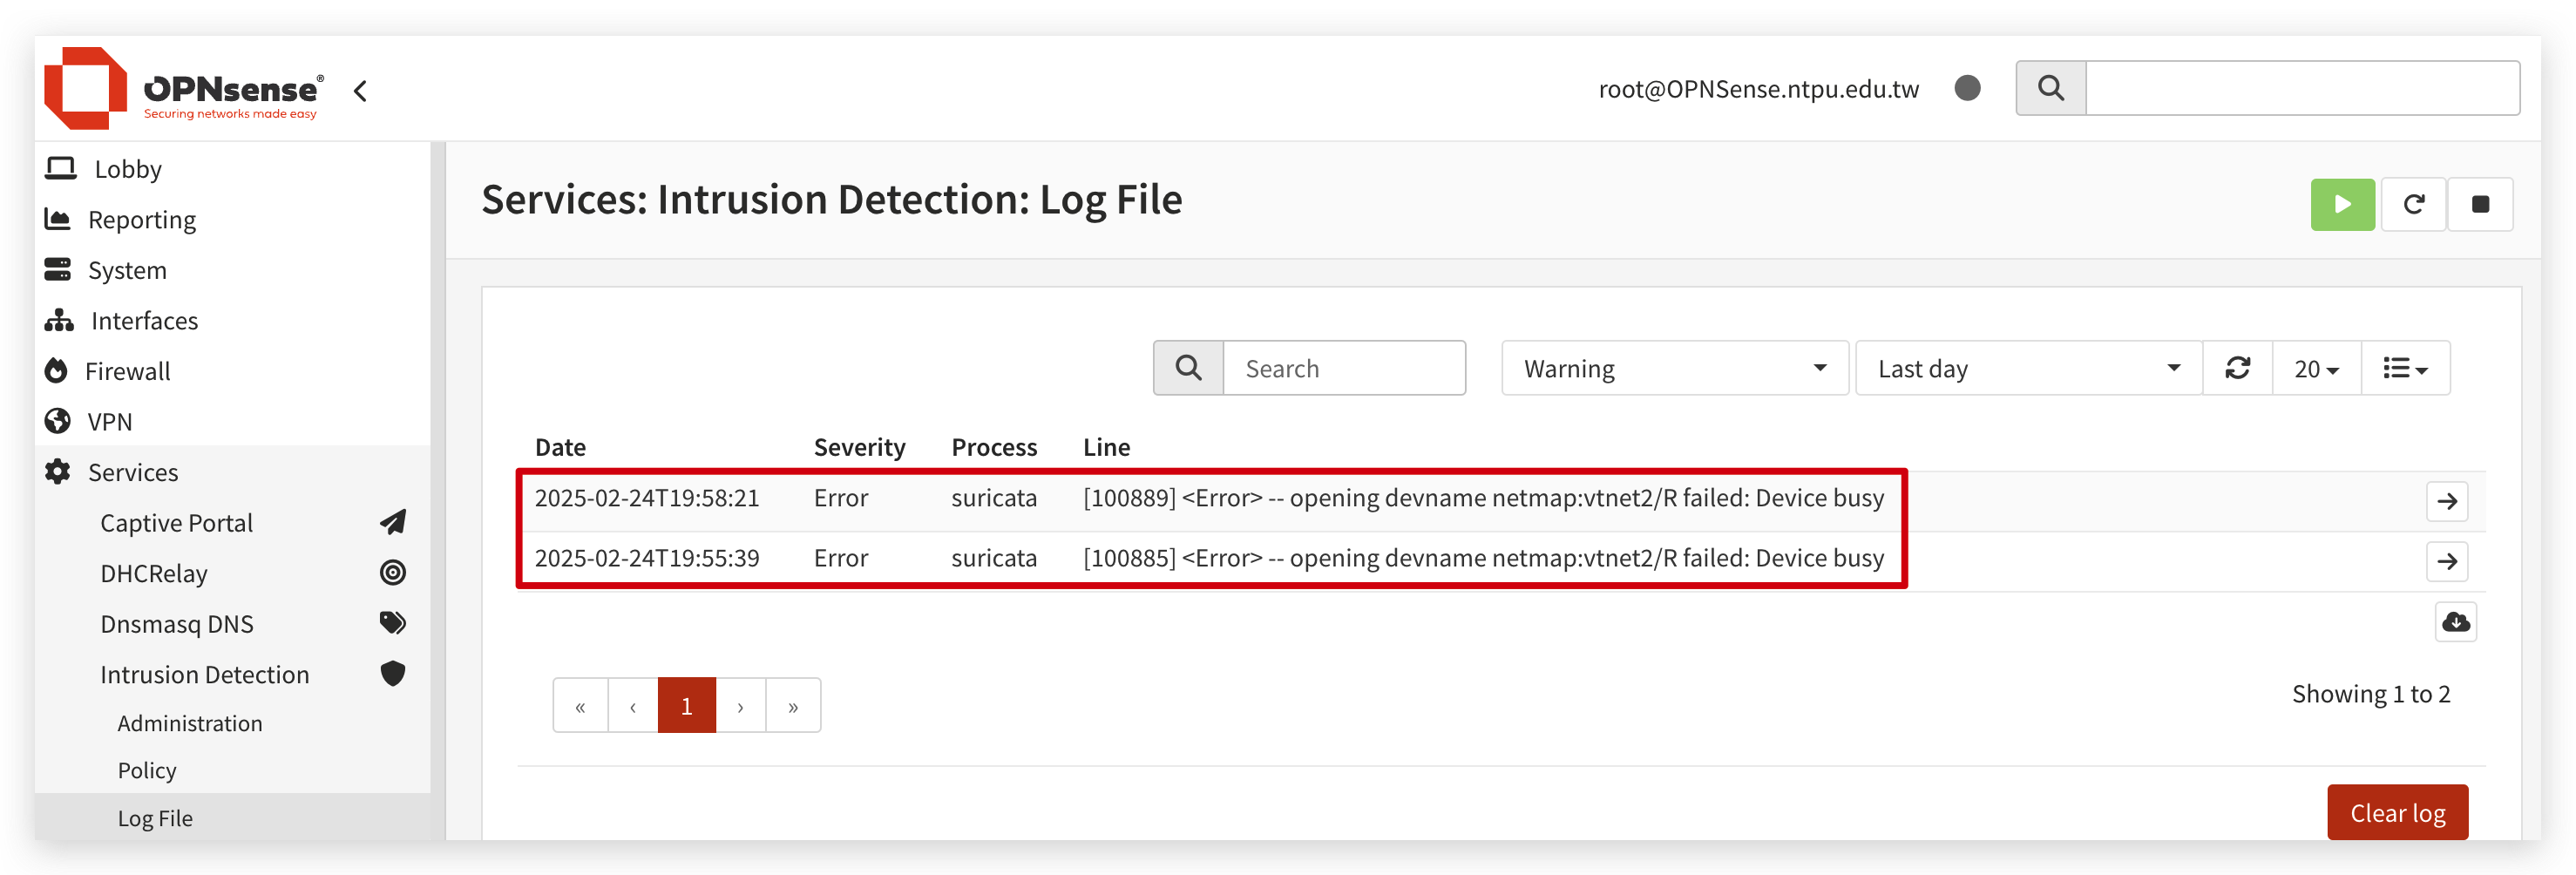 OPNsense®
Securing networks made easy
root@OPNSense.ntpu.edu.tw
Lobby
Reporting
System
Interfaces
Firewall
VPN
Services
Captive Portal
DHCRelay
Dnsmasq DNS
Intrusion Detection
Administration
Policy
Log File
Services: Intrusion Detection: Log File
Search
Warning
Last day
20
Date Severity Process Line
2025-02-24T19:58:21 Error suricata [100889] <Error> -- opening devname netmap:vtnet2/R failed: Device busy
2025-02-24T19:55:39 Error suricata [100885] <Error> -- opening devname netmap:vtnet2/R failed: Device busy
« ‹ 1 › »
Showing 1 to 2
Clear log